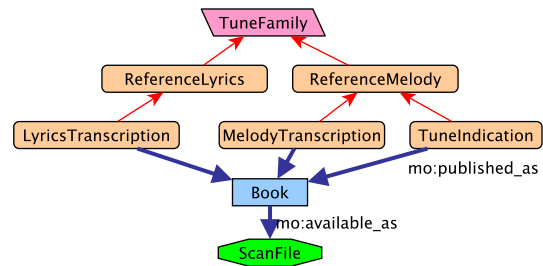 TuneFamily
ReferenceLyrics
ReferenceMelody
LyricsTranscription
MelodyTranscription
TuneIndication
mo:published_as
Book
mo:available_as
ScanFile